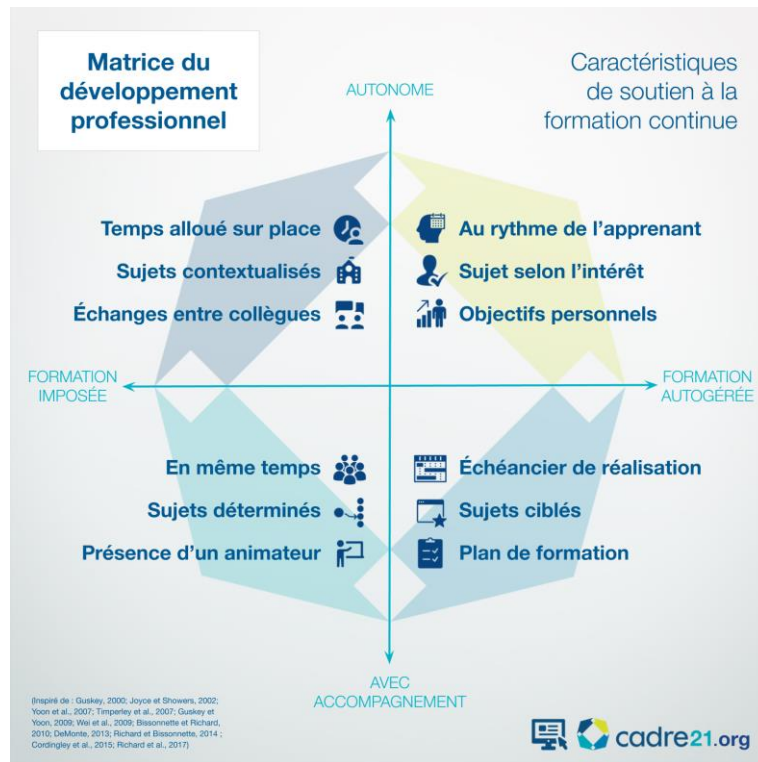 Matrice du
développement
professionnel
Caractéristiques
de soutien à la
formation continue
AUTONOME
Temps alloué sur place
Au rythme de l'apprenant
Sujets contextualisés
Sujet selon l'intérêt
Échanges entre collègues
Objectifs personnels
FORMATION
IMPOSÉE
FORMATION
AUTOGÉRÉE
En même temps
Échéancier de réalisation
Sujets déterminés
Sujets ciblés
Présence d'un animateur
Plan de formation
AVEC
ACCOMPAGNEMENT
(Inspiré de : Guskey, 2000; Joyce et Showers, 2002;
Yoon et al., 2007; Timperley et al., 2007; Guskey et
Yoon, 2009; Wei et al., 2009; Bissonnette et Richard,
2010; DeMonte, 2013; Richard et Bissonnette, 2014 ;
Cordingley et al., 2015; Richard et al., 2017)
cadre21.org